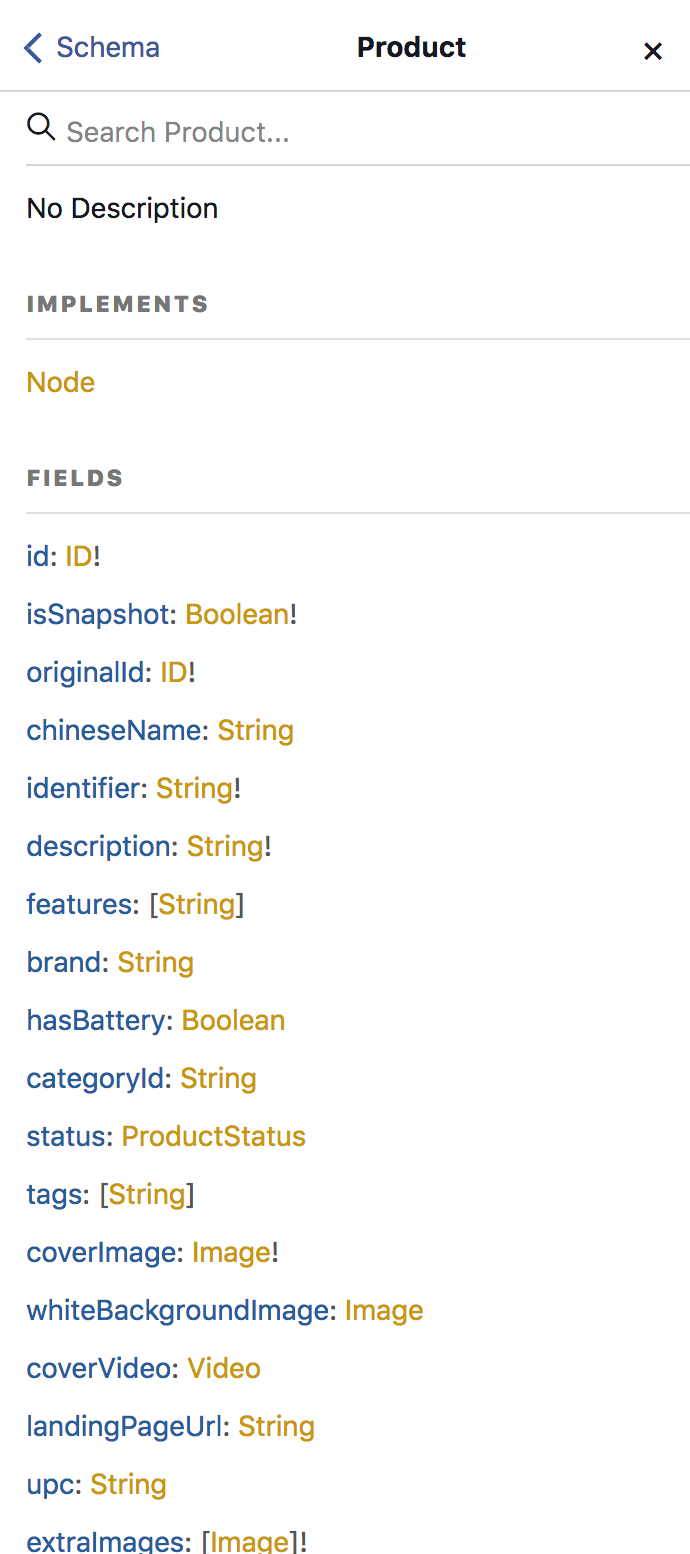 Schema
Product
×
Search Product...
No Description
IMPLEMENTS
Node
FIELDS
id: ID!
isSnapshot: Boolean!
originalId: ID!
chineseName: String
identifier: String!
description: String!
features: [String]
brand: String
hasBattery: Boolean
categoryId: String
status: ProductStatus
tags: [String]
coverImage: Image!
whiteBackgroundImage: Image
coverVideo: Video
landingPageUrl: String
upc: String
extraImages: [Image]!